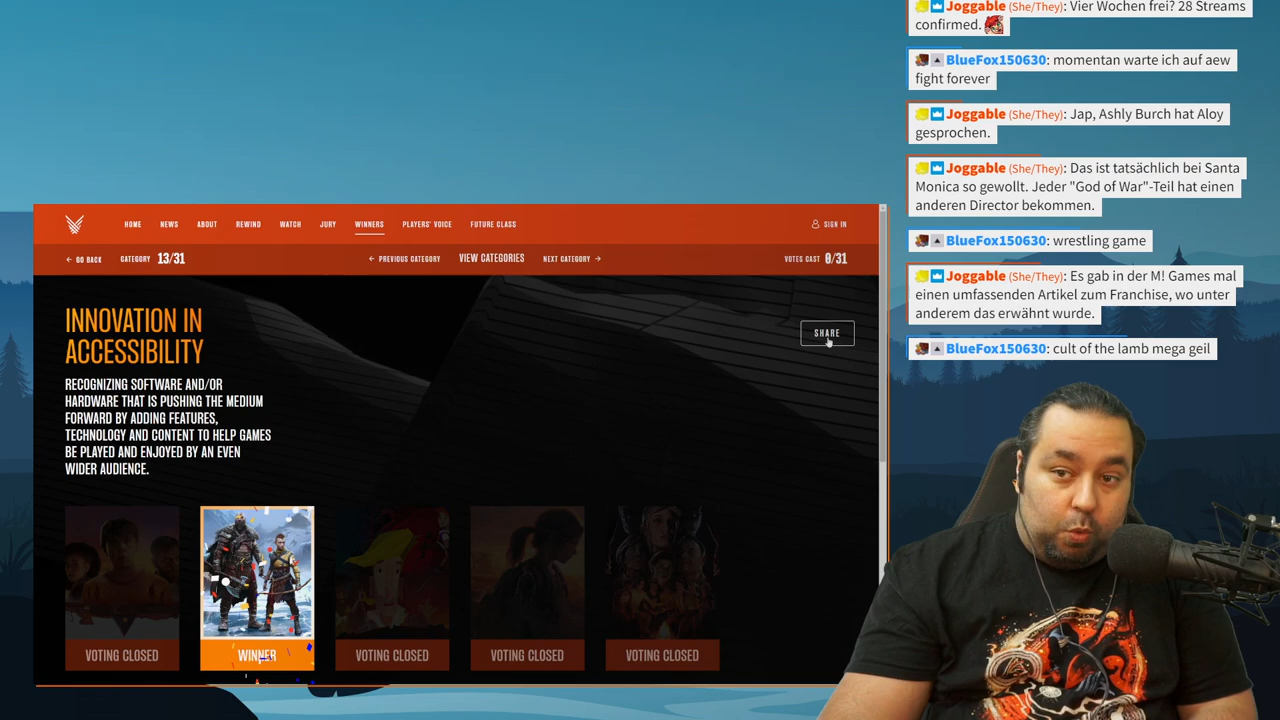 HOME NEWS ABOUT REWIND WATCH JURY WINNERS PLAYERS' VOICE FUTURE CLASS SIGN IN
GO BACK CATEGORY 13/31 PREVIOUS CATEGORY VIEW CATEGORIES NEXT CATEGORY VOTES CAST 0/31
INNOVATION IN
ACCESSIBILITY
SHARE
RECOGNIZING SOFTWARE AND/OR
HARDWARE THAT IS PUSHING THE MEDIUM
FORWARD BY ADDING FEATURES,
TECHNOLOGY AND CONTENT TO HELP GAMES
BE PLAYED AND ENJOYED BY AN EVEN
WIDER AUDIENCE.
VOTING CLOSED WINNER VOTING CLOSED VOTING CLOSED VOTING CLOSED
Joggable (She/They): Vier Wochen frei? 28 Streams
confirmed.
BlueFox150630: momentan warte ich auf aew
fight forever
Joggable (She/They): Jap, Ashly Burch hat Aloy
gesprochen.
Joggable (She/They): Das ist tatsächlich bei Santa
Monica so gewollt. Jeder "God of War"-Teil hat einen
anderen Director bekommen.
BlueFox150630: wrestling game
Joggable (She/They): Es gab in der M! Games mal
einen umfassenden Artikel zum Franchise, wo unter
anderem das erwähnt wurde.
BlueFox150630: cult of the lamb mega geil